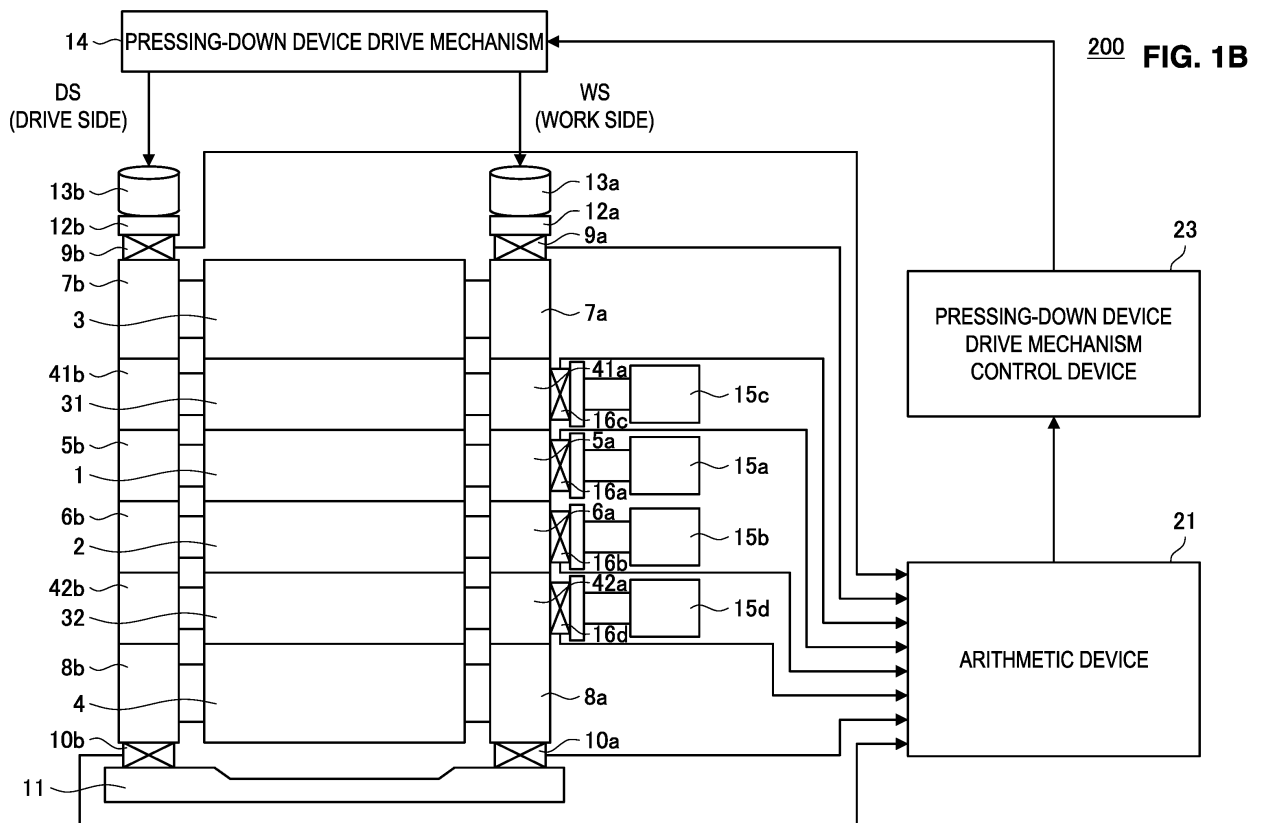 200 FIG. 1B
14 PRESSING-DOWN DEVICE DRIVE MECHANISM
DS
(DRIVE SIDE)
WS
(WORK SIDE)
13b
13a
12b
12a
9b
9a
7b
7a
3
41b
41a
31
16c
15c
5b
5a
1
16a
15a
6b
6a
2
16b
15b
42b
42a
32
16d
15d
8b
8a
4
10b
10a
11
23
PRESSING-DOWN DEVICE
DRIVE MECHANISM
CONTROL DEVICE
21
ARITHMETIC DEVICE